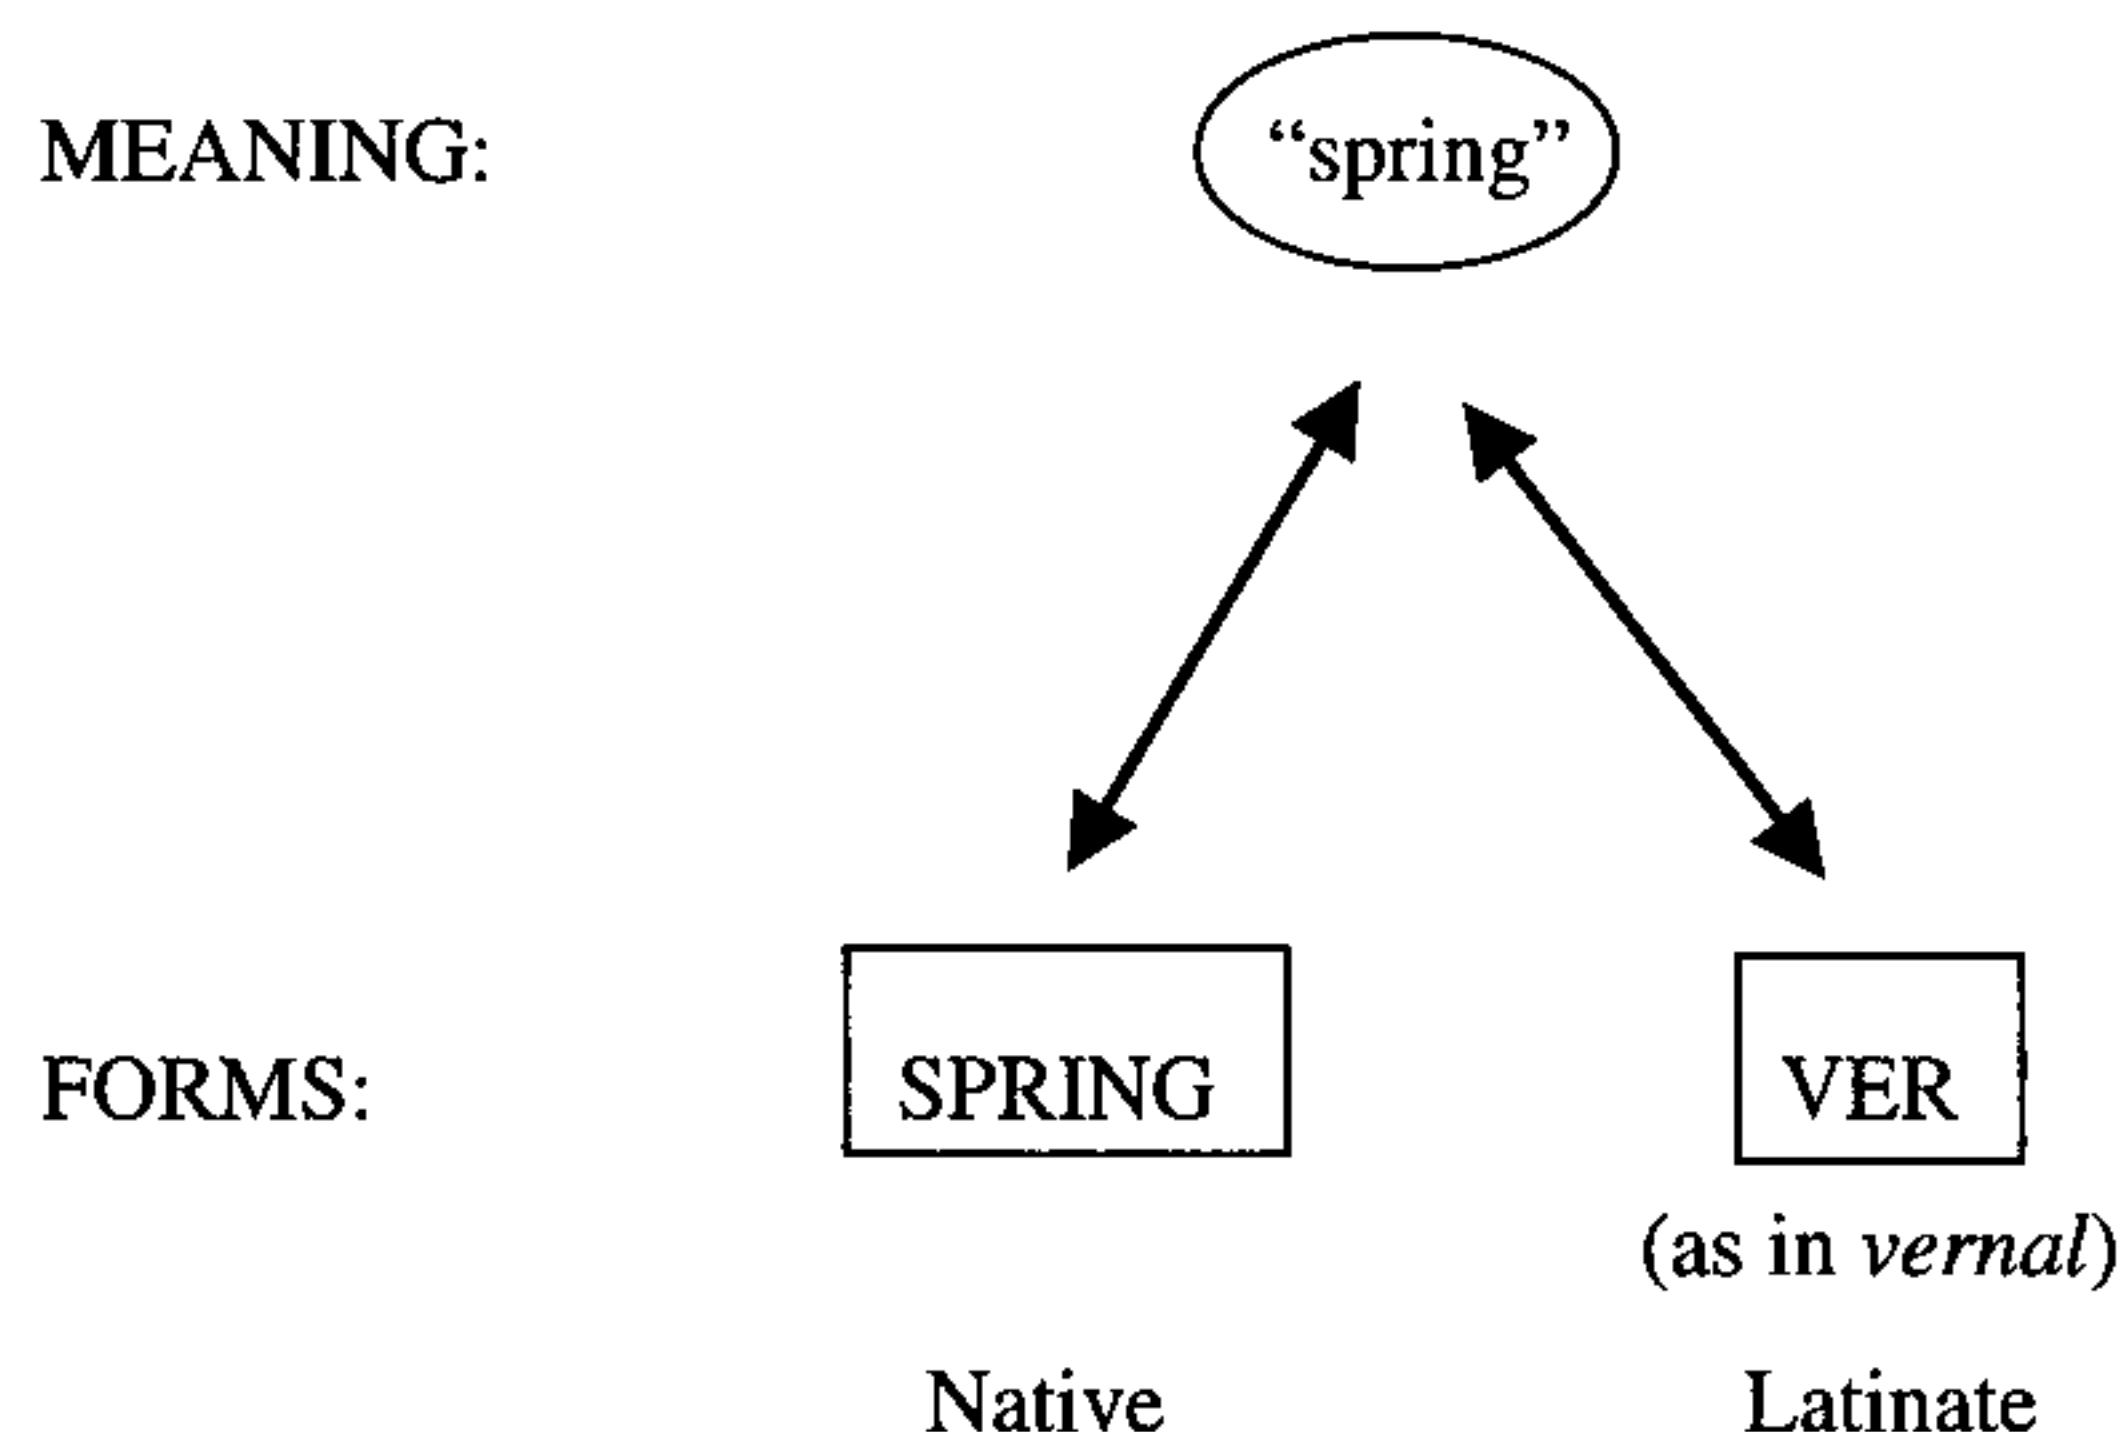 MEANING: “spring”
FORMS: SPRING VER
(as in vernal)
Native Latinate